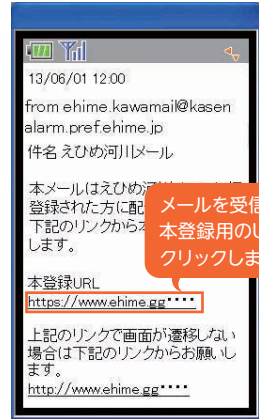 13/06/01 12:00
from ehime.kawamail@kasen
alarm.pref.ehime.jp
件名 えひめ河川メール
本メールはえひめ河
登録された方に配
下記のリンクから
します。
メールを受信
本登録用のU
クリックしま
本登録URL
https://www.ehime.gg････
上記のリンクで画面が遷移しない
場合は下記のリンクからお願いし
ます。
http://www.ehime.gg････